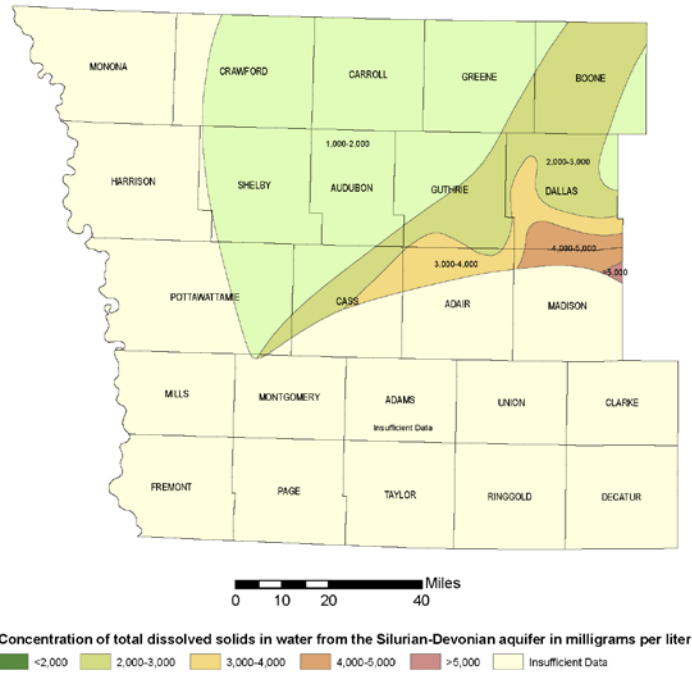 MONONA
CRAWFORD
CARROLL
GREENE
BOONE
1,000-2,000
2,000-3,000
HARRISON
SHELBY
AUDUBON
GUTHRIE
DALLAS
4,000-5,000
3,000-4,000
>5,000
POTTAWATTAMIE
CASS
ADAIR
MADISON
MILLS
MONTGOMERY
ADAMS
UNION
CLARKE
Insufficient Data
FREMONT
PAGE
TAYLOR
RINGGOLD
DECATUR
Miles
0 10 20 40
Concentration of total dissolved solids in water from the Silurian-Devonian aquifer in milligrams per liter
<2,000 2,000-3,000 3,000-4,000 4,000-5,000 >5,000 Insufficient Data